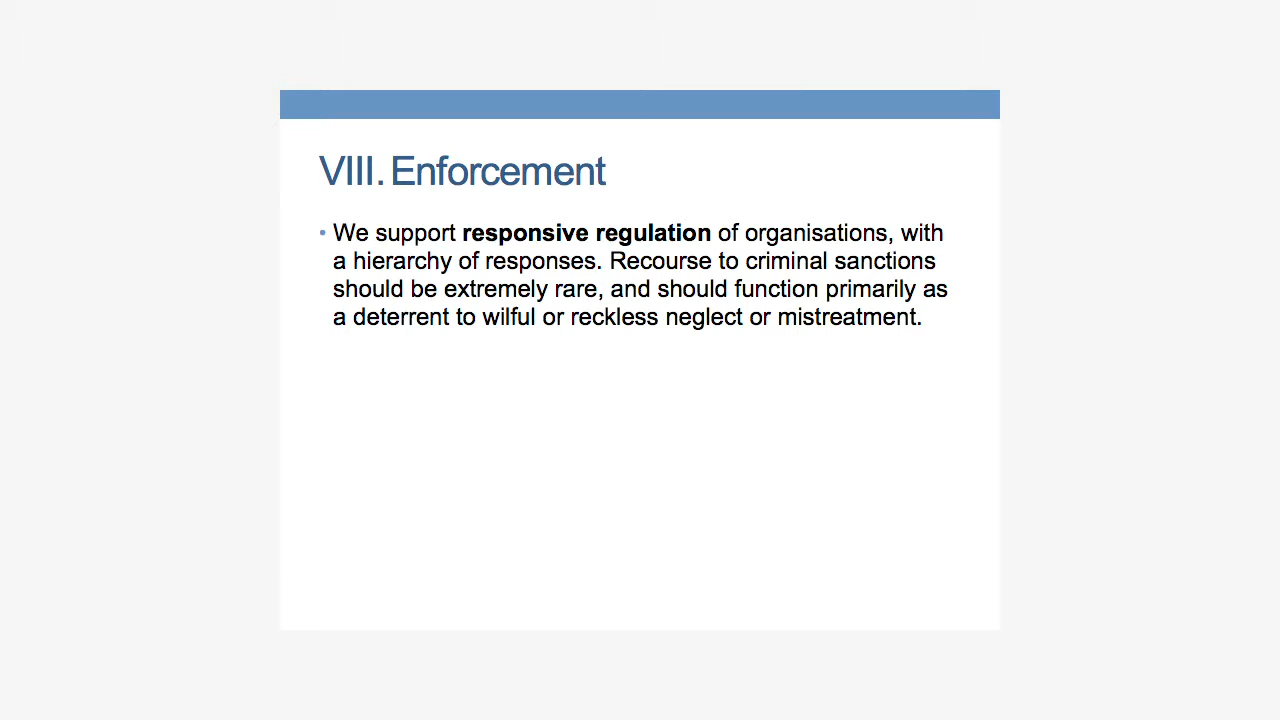 VIII. Enforcement
• We support responsive regulation of organisations, with
a hierarchy of responses. Recourse to criminal sanctions
should be extremely rare, and should function primarily as
a deterrent to wilful or reckless neglect or mistreatment.